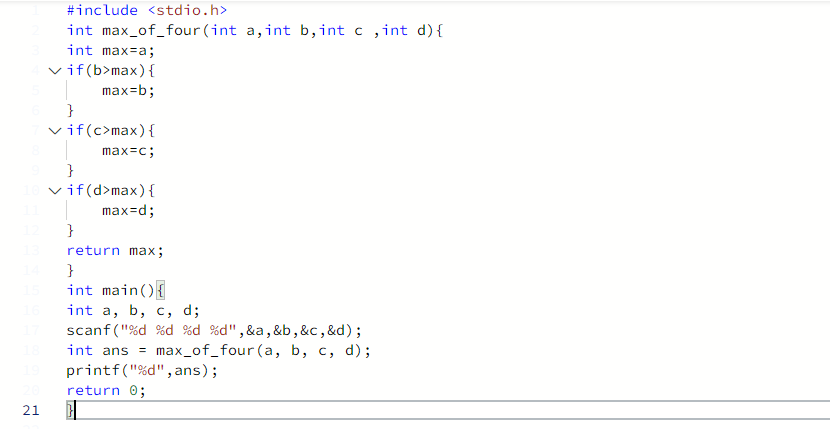 1 #include <stdio.h>
2 int max_of_four(int a,int b,int c ,int d){
3 int max=a;
4 if(b>max){
5 max=b;
6 }
7 if(c>max){
8 max=c;
9 }
10 if(d>max){
11 max=d;
12 }
13 return max;
14 }
15 int main(){
16 int a, b, c, d;
17 scanf("%d %d %d %d",&a,&b,&c,&d);
18 int ans = max_of_four(a, b, c, d);
19 printf("%d",ans);
20 return 0;
21 }